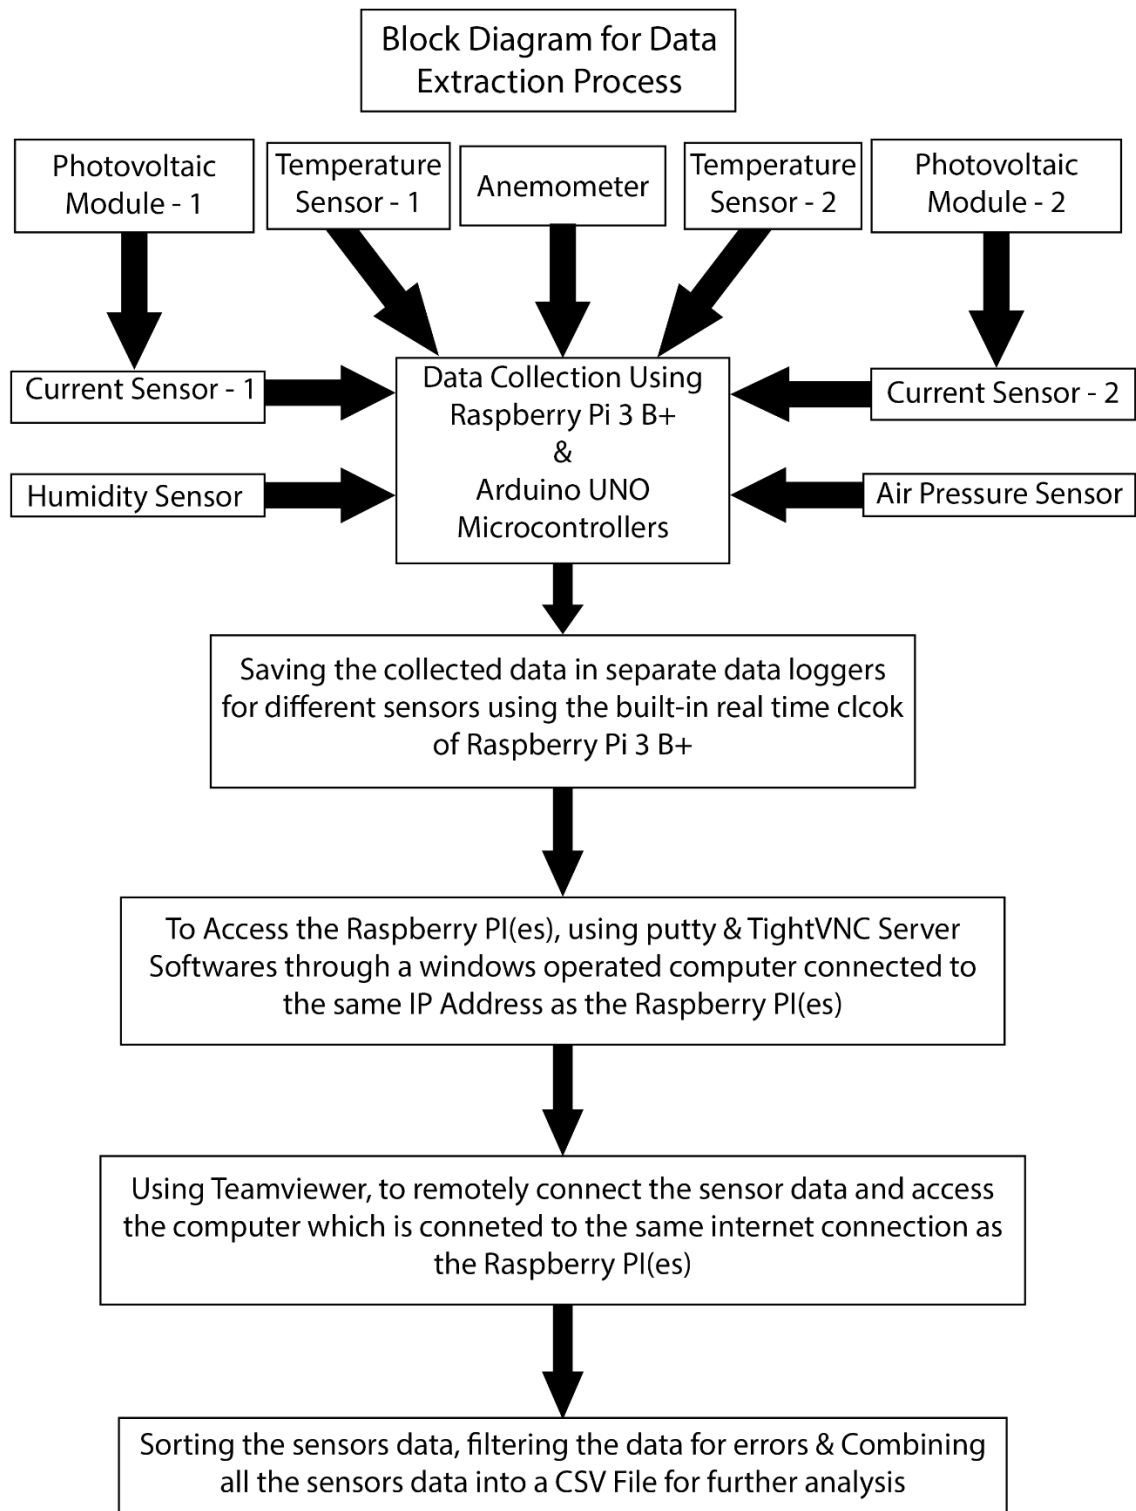 Block Diagram for Data
Extraction Process
Photovoltaic
Module - 1
Temperature
Sensor - 1
Anemometer
Temperature
Sensor - 2
Photovoltaic
Module - 2
Current Sensor - 1
Data Collection Using
Raspberry Pi 3 B+
&
Arduino UNO
Microcontrollers
Current Sensor - 2
Humidity Sensor
Air Pressure Sensor
Saving the collected data in separate data loggers
for different sensors using the built-in real time clcok
of Raspberry Pi 3 B+
To Access the Raspberry PI(es), using putty & TightVNC Server
Softwares through a windows operated computer connected to
the same IP Address as the Raspberry PI(es)
Using Teamviewer, to remotely connect the sensor data and access
the computer which is conneted to the same internet connection as
the Raspberry PI(es)
Sorting the sensors data, filtering the data for errors & Combining
all the sensors data into a CSV File for further analysis